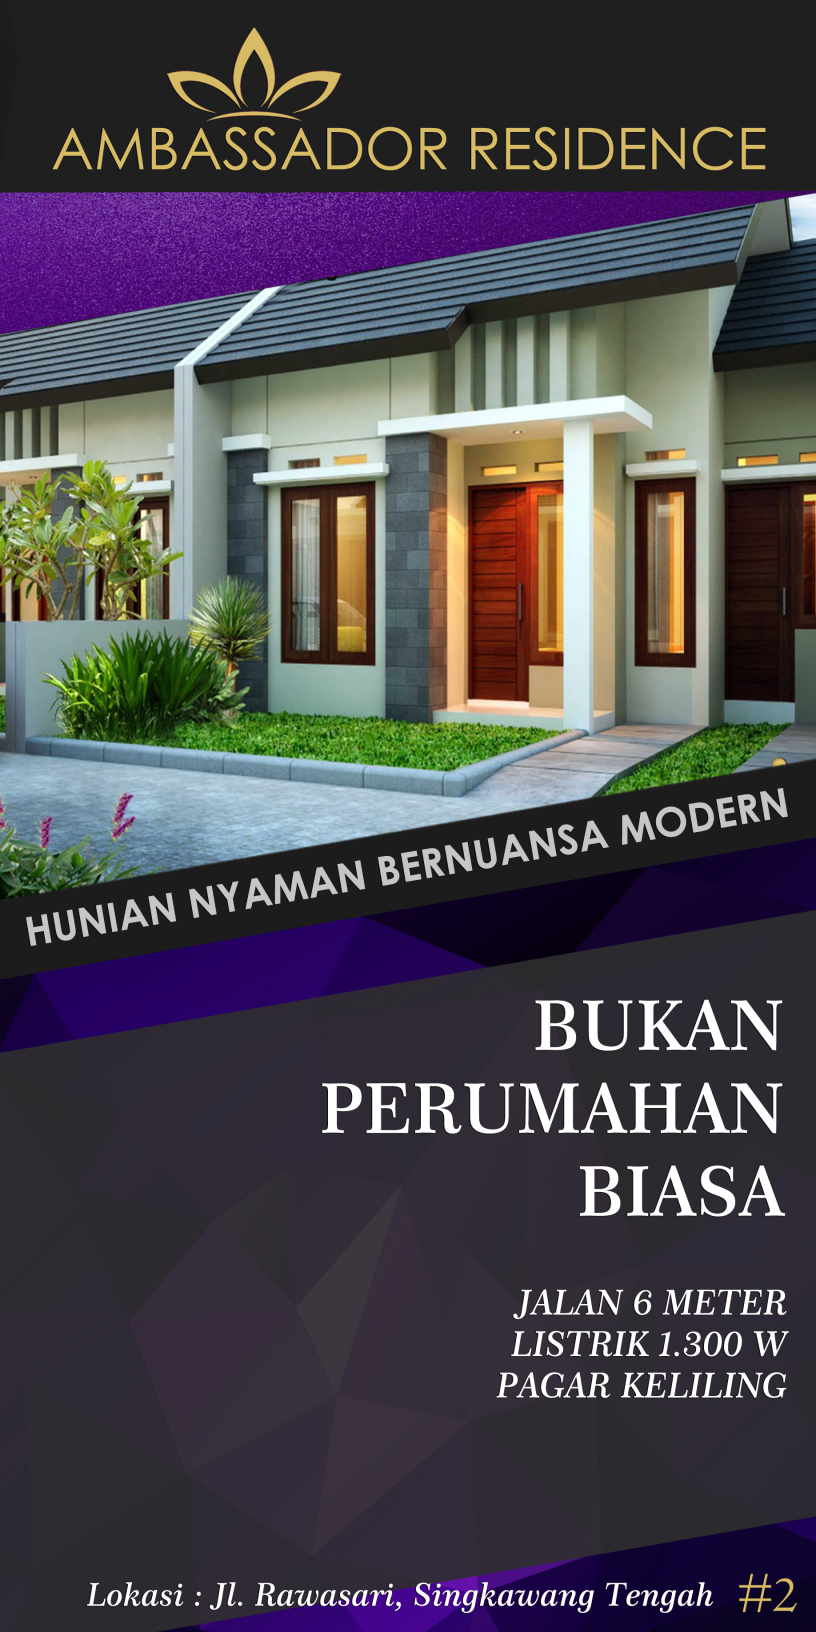 AMBASSADOR RESIDENCE
HUNIAN NYAMAN BERNUANSA MODERN
BUKAN
PERUMAHAN
BIASA
JALAN 6 METER
LISTRIK 1.300 W
PAGAR KELILING
Lokasi : Jl. Rawasari, Singkawang Tengah #2